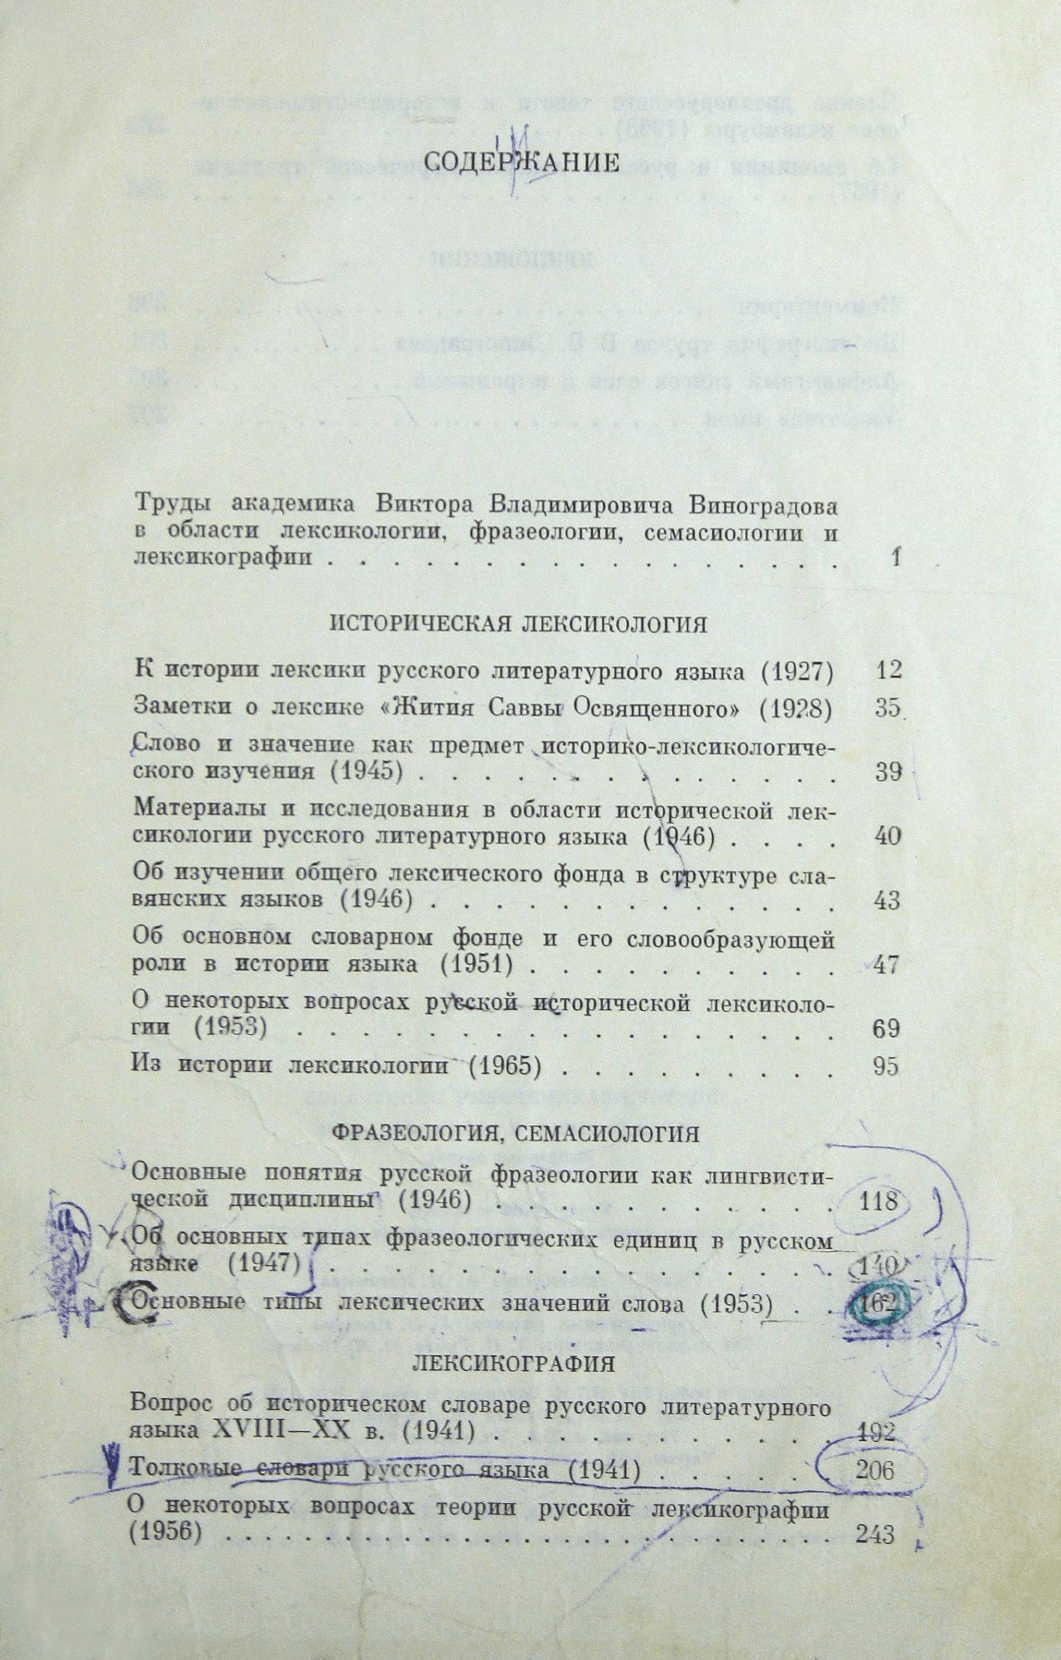 СОДЕРЖАНИЕ
Труды академика Виктора Владимировича Виноградова
в области лексикологии, фразеологии, семасиологии и
лексикографии . . . . . . . . . . . . . . . . 1
ИСТОРИЧЕСКАЯ ЛЕКСИКОЛОГИЯ
К истории лексики русского литературного языка (1927) 12
Заметки о лексике «Жития Саввы Освященного» (1928) 35
Слово и значение как предмет историко-лексикологиче-
ского изучения (1945) . . . . . . . . . . . . . 39
Материалы и исследования в области исторической лек-
сикологии русского литературного языка (1946) . . . . 40
Об изучении общего лексического фонда в структуре сла-
вянских языков (1946) . . . . . . . . . . . . . 43
Об основном словарном фонде и его словообразующей
роли в истории языка (1951) . . . . . . . . . . 47
О некоторых вопросах русской исторической лексиколо-
гии (1953) . . . . . . . . . . . . . . . . . 69
Из истории лексикологии (1965) . . . . . . . . . 95
ФРАЗЕОЛОГИЯ, СЕМАСИОЛОГИЯ
Основные понятия русской фразеологии как лингвисти-
ческой дисциплины (1946) . . . . . . . . . . . 118
Об основных типах фразеологических единиц в русском
языке (1947) . . . . . . . . . . . . . . . . 140
Основные типы лексических значений слова (1953) . . 162
ЛЕКСИКОГРАФИЯ
Вопрос об историческом словаре русского литературного
языка XVIII—XX в. (1941) . . . . . . . . . . . 192
Толковые словари русского языка (1941) . . . . . . 206
О некоторых вопросах теории русской лексикографии
(1956) . . . . . . . . . . . . . . . . . . . . . 243